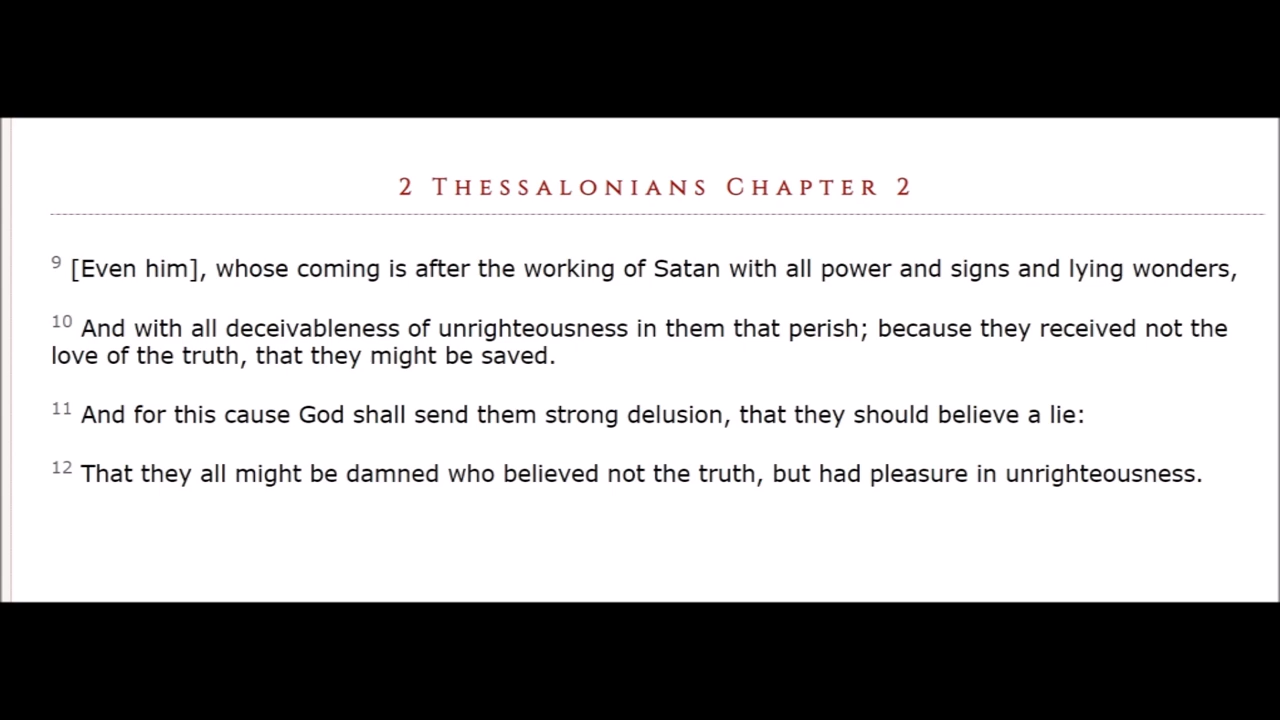 2 Thessalonians Chapter 2
9 [Even him], whose coming is after the working of Satan with all power and signs and lying wonders,
10 And with all deceivableness of unrighteousness in them that perish; because they received not the
love of the truth, that they might be saved.
11 And for this cause God shall send them strong delusion, that they should believe a lie:
12 That they all might be damned who believed not the truth, but had pleasure in unrighteousness.